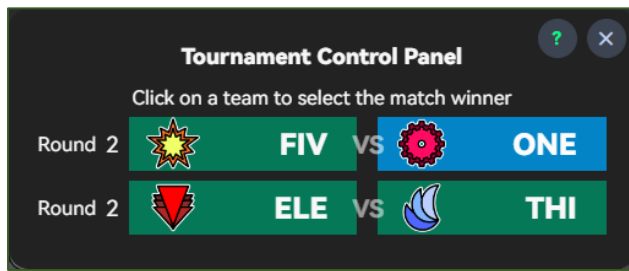 ?
Tournament Control Panel
Click on a team to select the match winner
Round 2 FIV VS ONE
Round 2 ELE VS THI